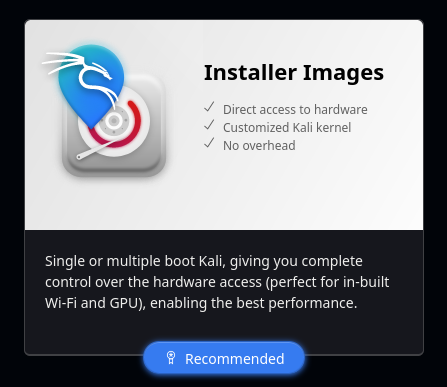 Installer Images
Direct access to hardware
Customized Kali kernel
No overhead
Single or multiple boot Kali, giving you complete
control over the hardware access (perfect for in-built
Wi-Fi and GPU), enabling the best performance.
Recommended